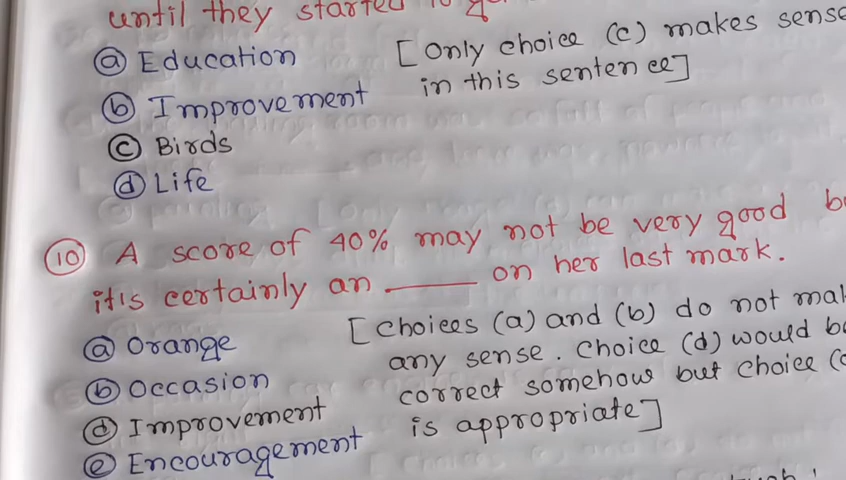 until they started to
ⓐ Education [Only choice (c) makes sense
in this sentence]
ⓑ Improvement
ⓒ Birds
ⓓ Life
⑩ A score of 40% may not be very good
it is certainly an ______ on her last mark.
ⓐ Orange [Choices (a) and (b) do not
any sense. Choice (d) would
ⓑ Occasion correct somehow but choice
ⓓ Improvement is appropriate]
ⓔ Encouragement